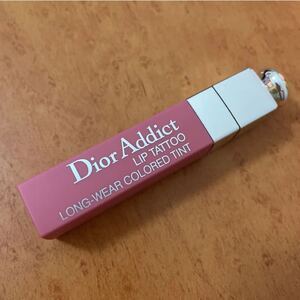 Dior Addict
LIP TATTOO
LONG-WEAR COLORED TINT